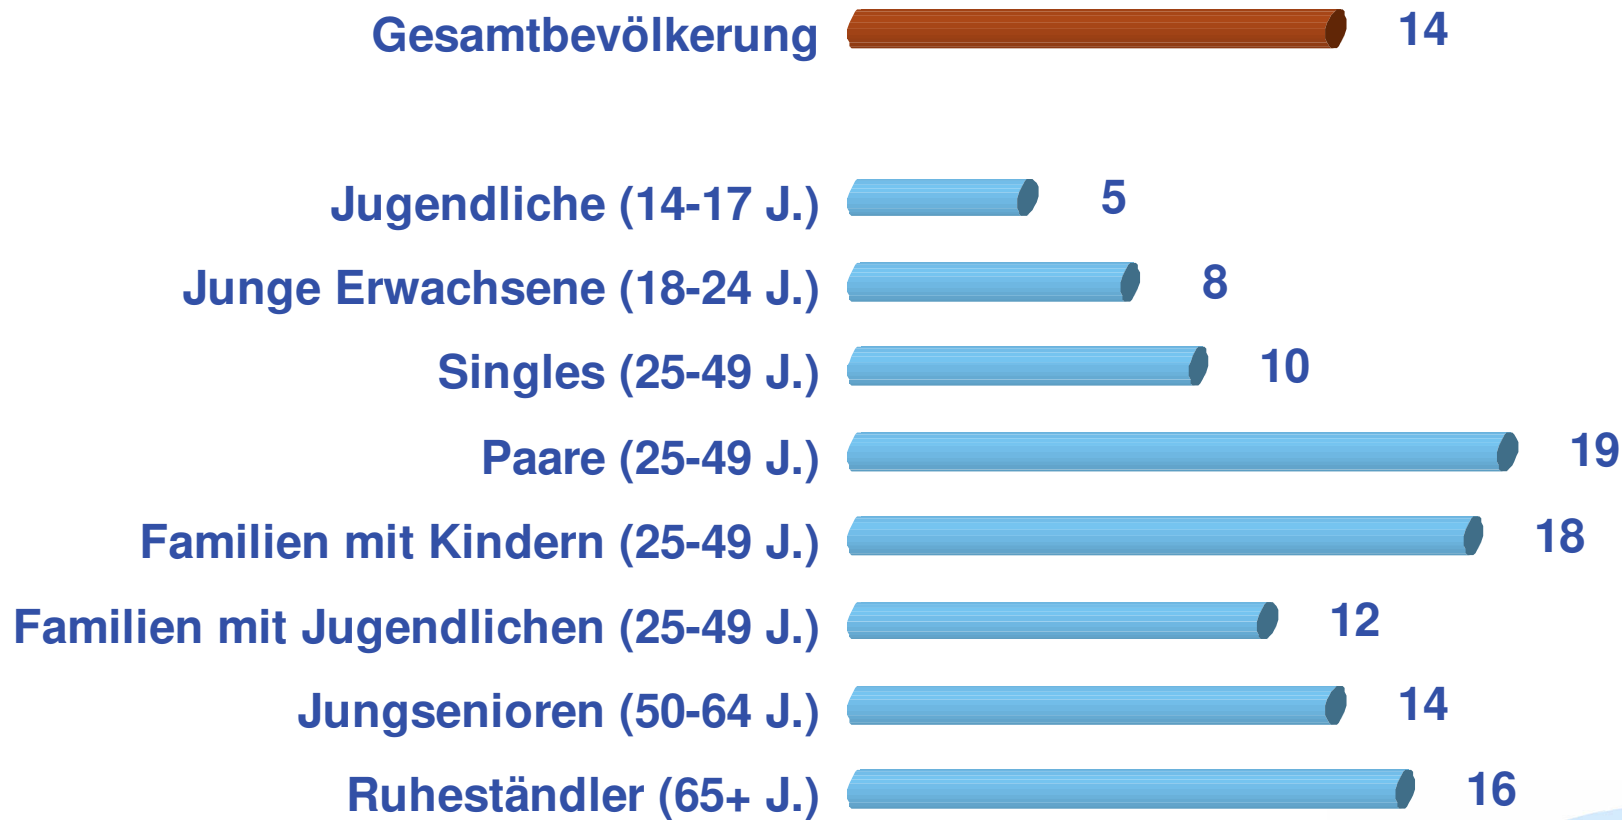 Gesamtbevölkerung 14
Jugendliche (14-17 J.) 5
Junge Erwachsene (18-24 J.) 8
Singles (25-49 J.) 10
Paare (25-49 J.) 19
Familien mit Kindern (25-49 J.) 18
Familien mit Jugendlichen (25-49 J.) 12
Jungsenioren (50-64 J.) 14
Ruheständler (65+ J.) 16